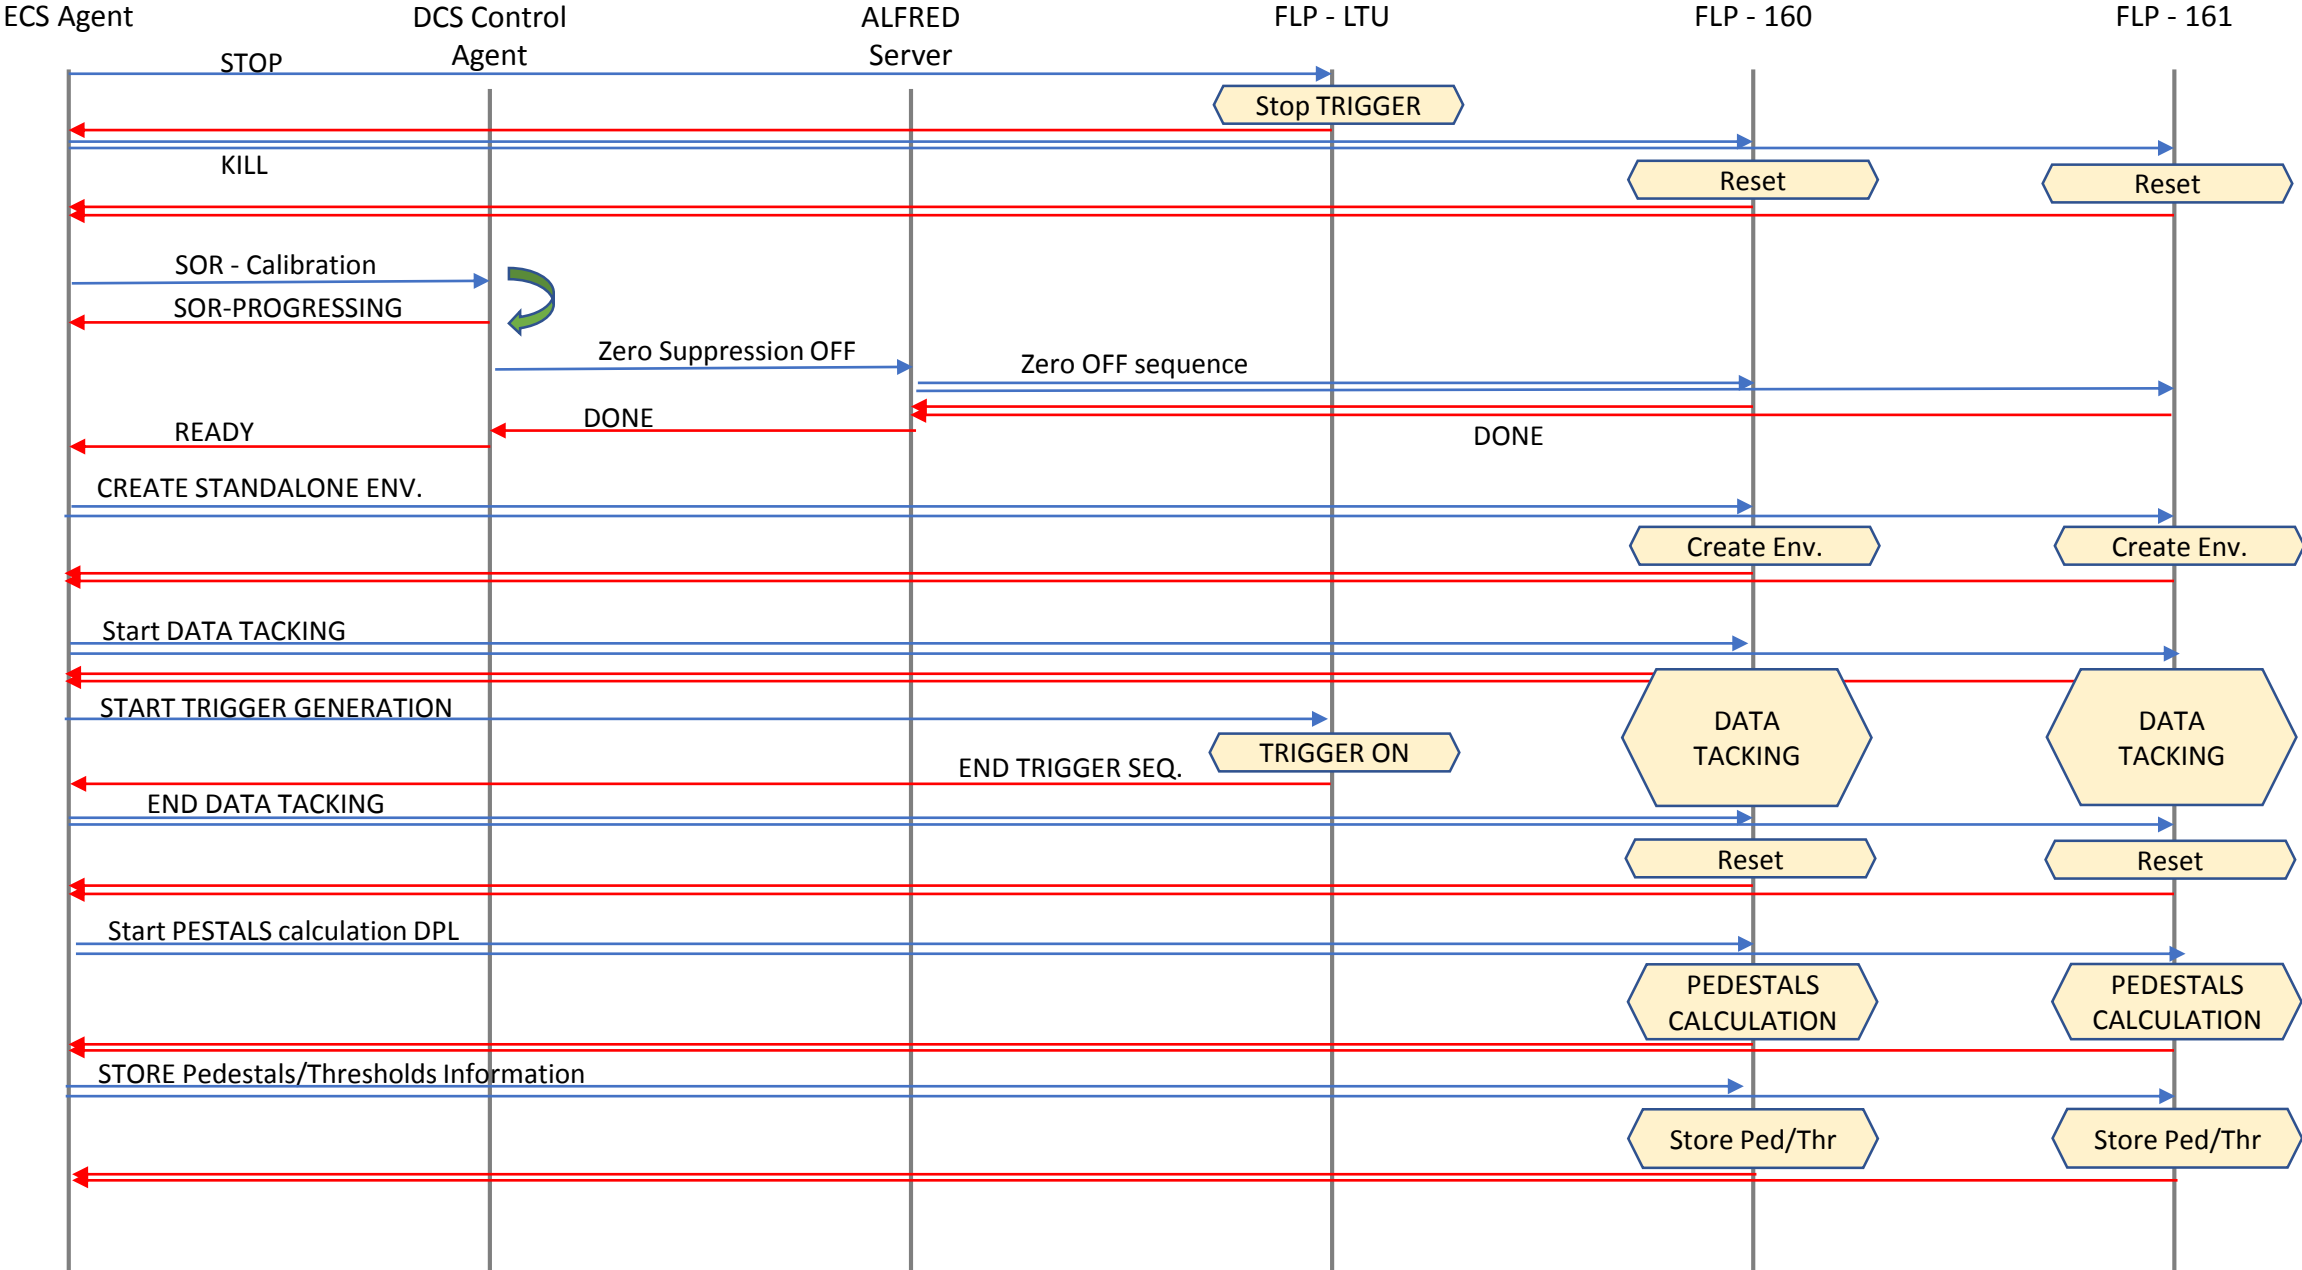 ECS Agent
DCS Control
Agent
ALFRED
Server
FLP - LTU
FLP - 160
FLP - 161
STOP
Stop TRIGGER
KILL
Reset
Reset
SOR - Calibration
SOR-PROGRESSING
Zero Suppression OFF
Zero OFF sequence
DONE
READY
DONE
CREATE STANDALONE ENV.
Create Env.
Create Env.
Start DATA TACKING
START TRIGGER GENERATION
DATA
TACKING
DATA
TACKING
TRIGGER ON
END TRIGGER SEQ.
END DATA TACKING
Reset
Reset
Start PESTALS calculation DPL
PEDESTALS
CALCULATION
PEDESTALS
CALCULATION
STORE Pedestals/Thresholds Information
Store Ped/Thr
Store Ped/Thr